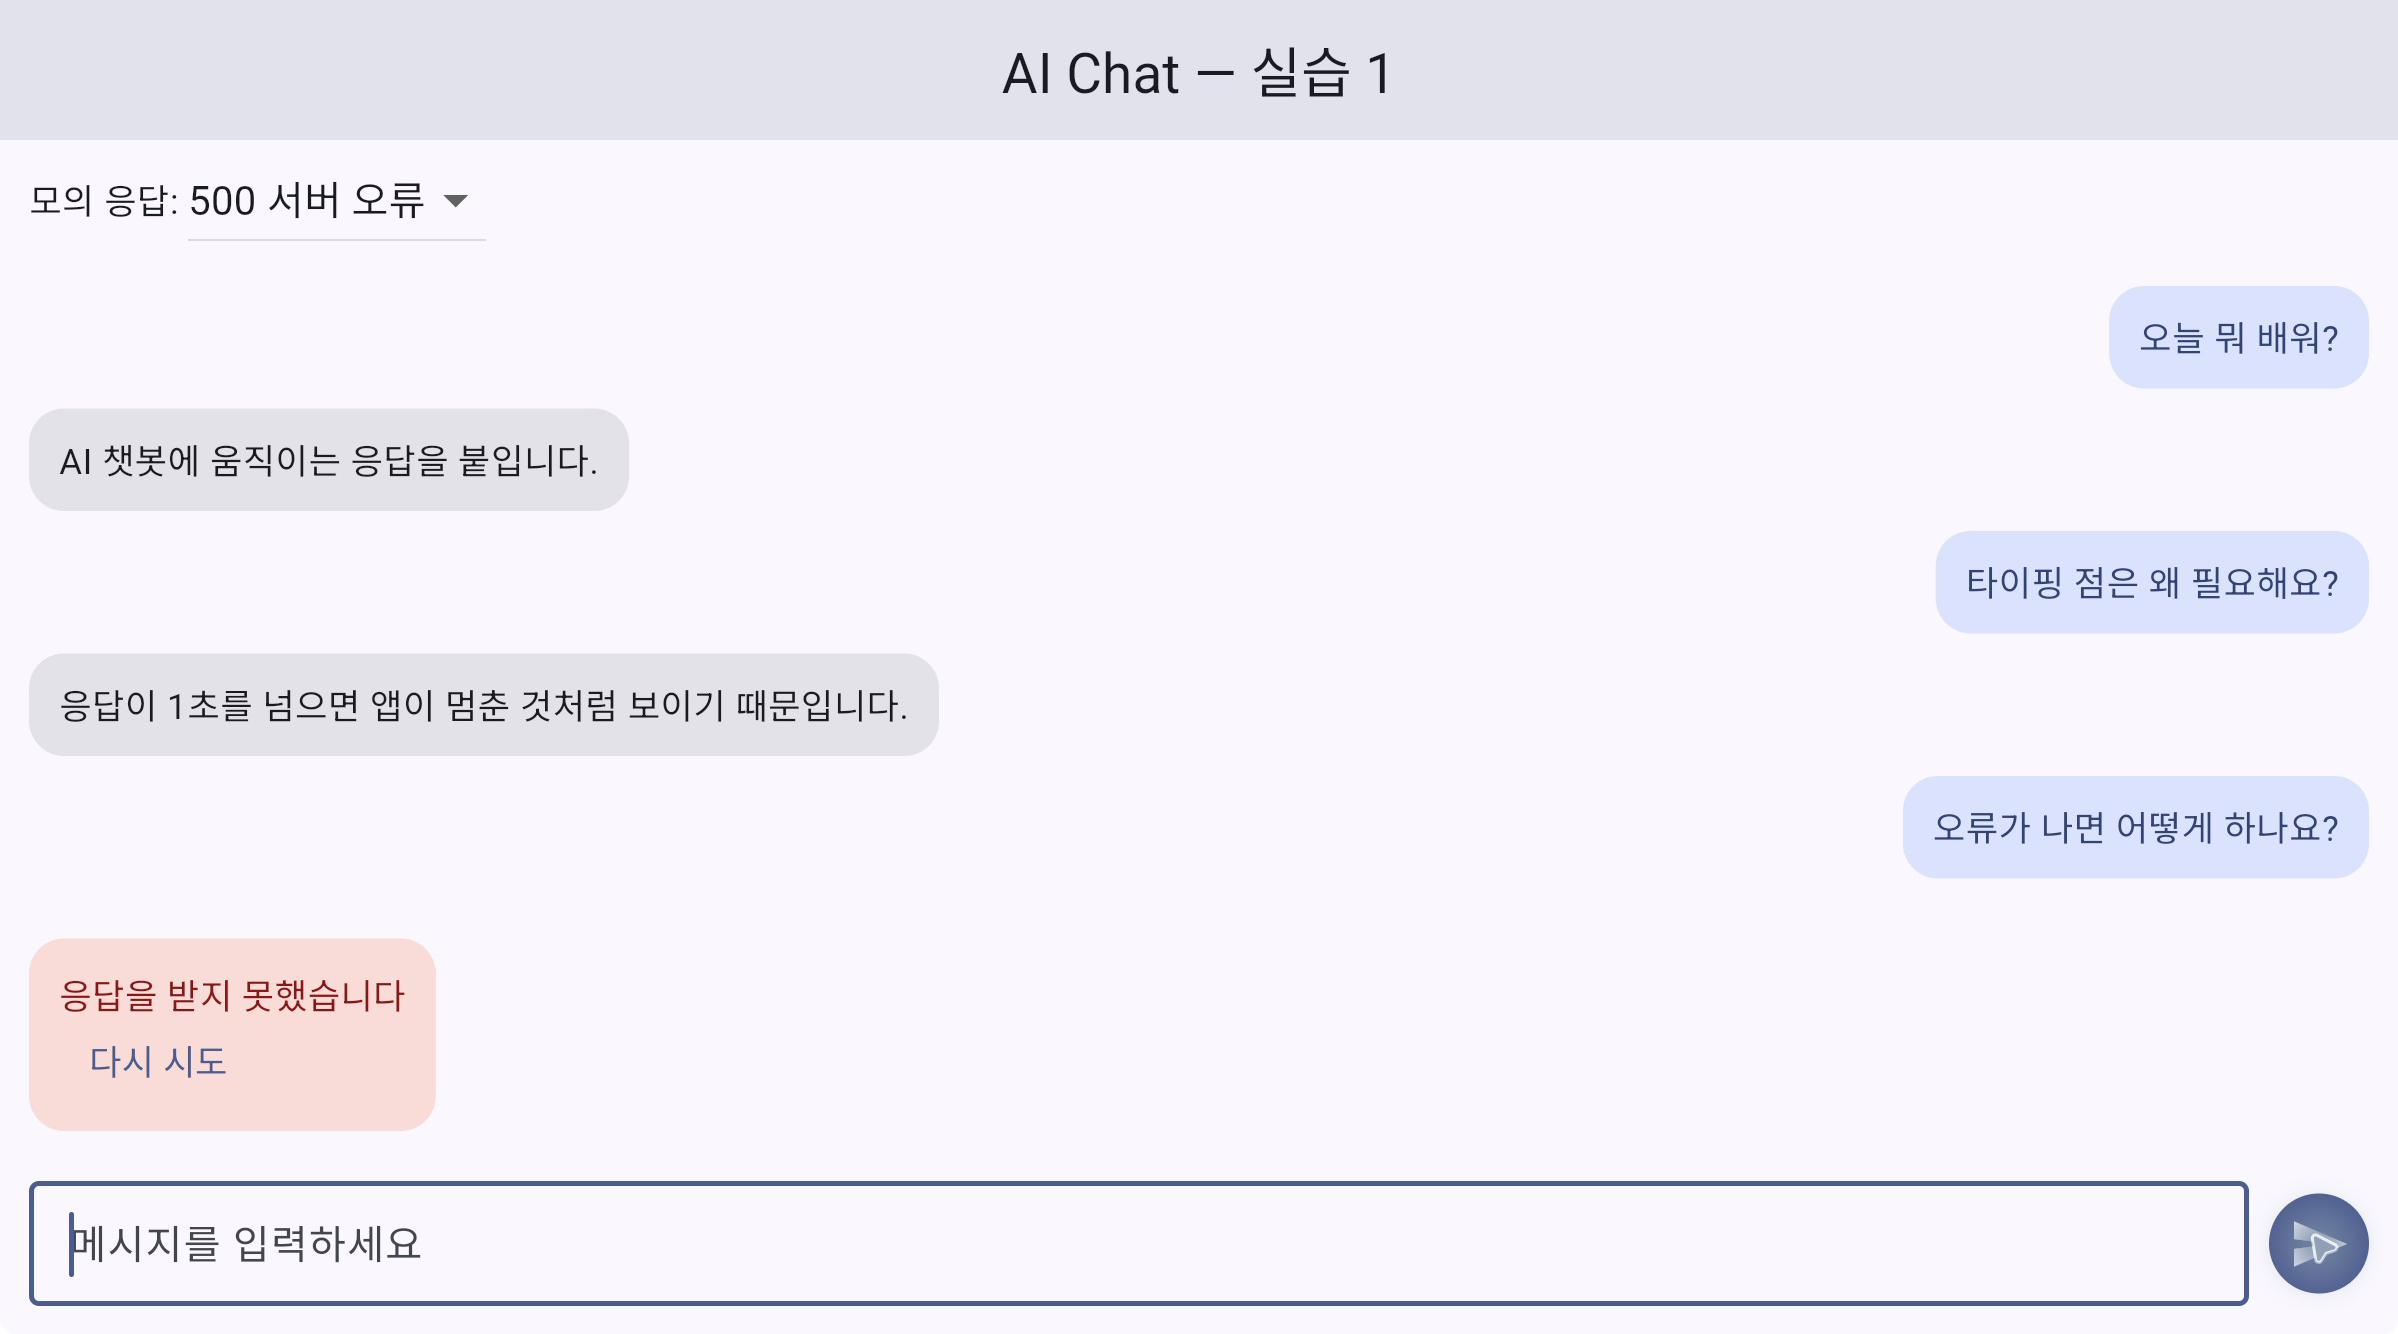 AI Chat — 실습 1
모의 응답: 500 서버 오류
오늘 뭐 배워?
AI 챗봇에 움직이는 응답을 붙입니다.
타이핑 점은 왜 필요해요?
응답이 1초를 넘으면 앱이 멈춘 것처럼 보이기 때문입니다.
오류가 나면 어떻게 하나요?
응답을 받지 못했습니다
다시 시도
메시지를 입력하세요